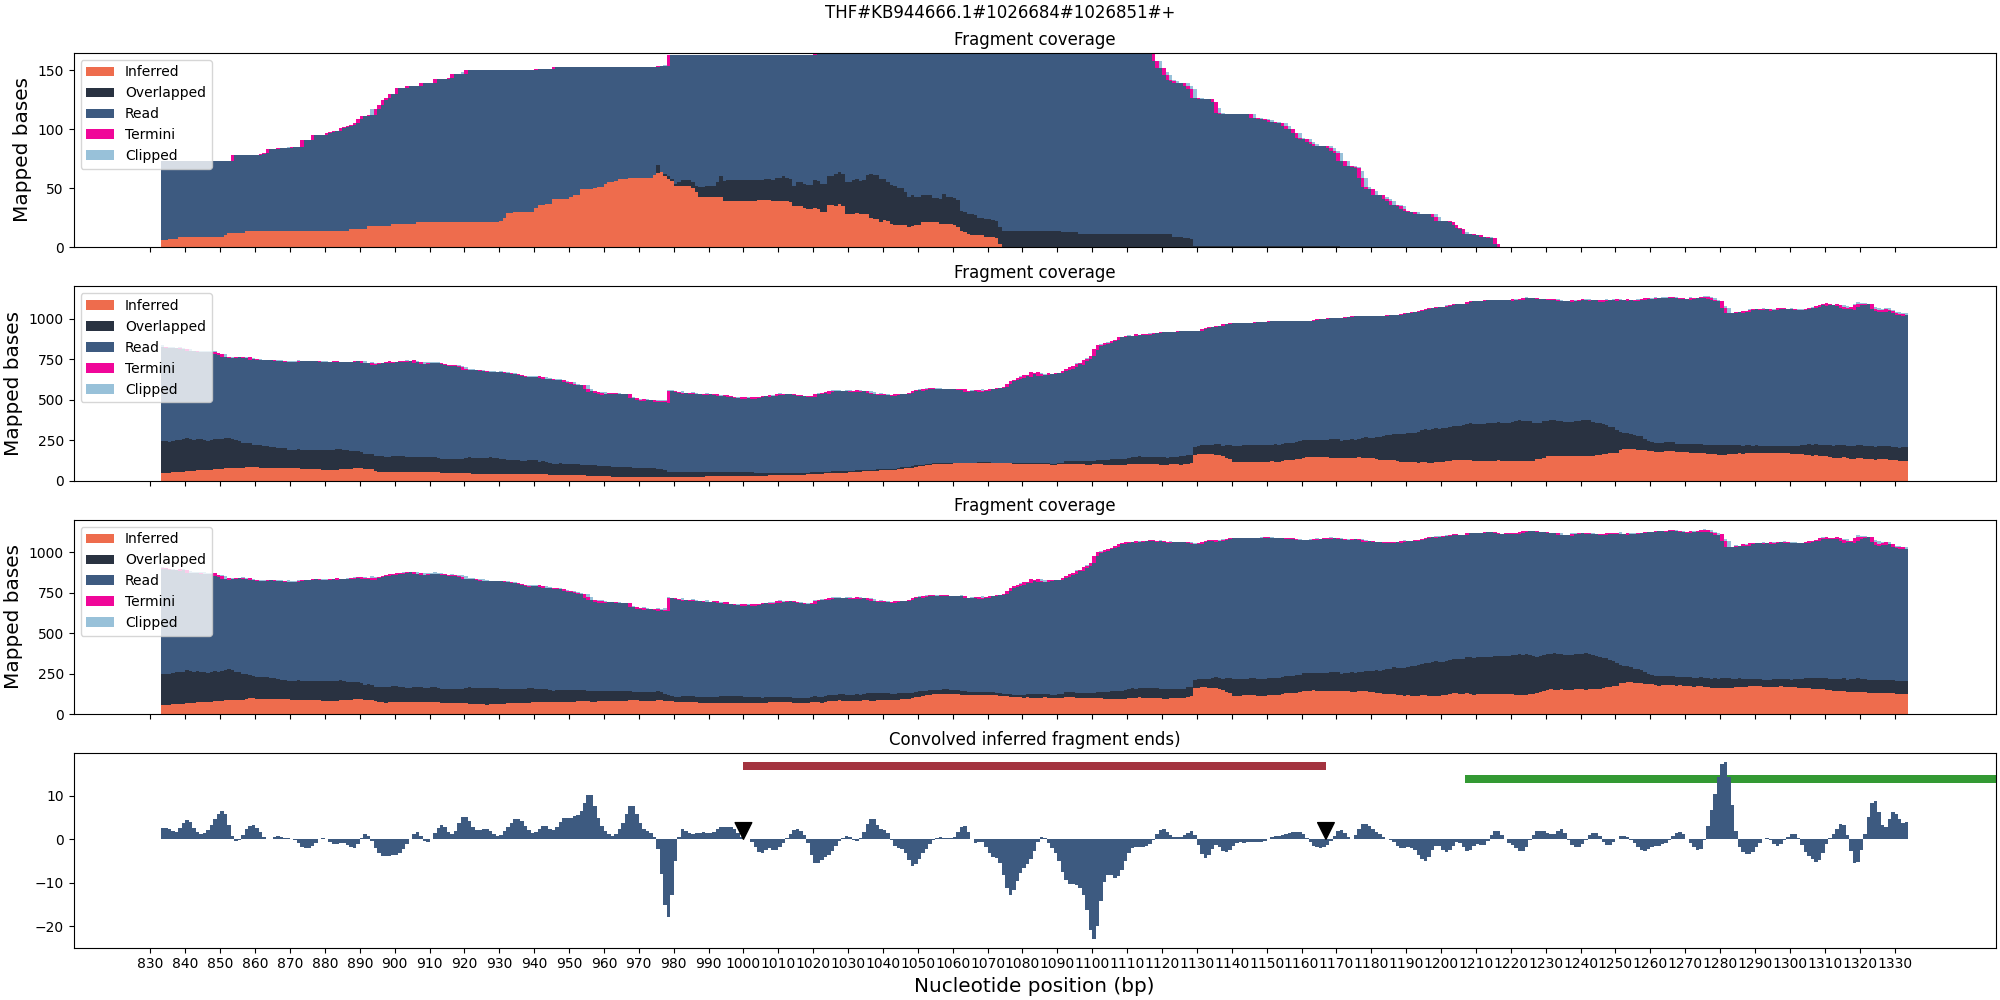 THF#KB944666.1#1026684#1026851#+
Fragment coverage
Mapped bases
150
100
50
0
Inferred
Overlapped
Read
Termini
Clipped
Fragment coverage
Mapped bases
1000
750
500
250
0
Inferred
Overlapped
Read
Termini
Clipped
Fragment coverage
Mapped bases
1000
750
500
250
0
Inferred
Overlapped
Read
Termini
Clipped
Convolved inferred fragment ends)
10
0
−10
−20
830 840 850 860 870 880 890 900 910 920 930 940 950 960 970 980 990 1000 1010 1020 1030 1040 1050 1060 1070 1080 1090 1100 1110 1120 1130 1140 1150 1160 1170 1180 1190 1200 1210 1220 1230 1240 1250 1260 1270 1280 1290 1300 1310 1320 1330
Nucleotide position (bp)